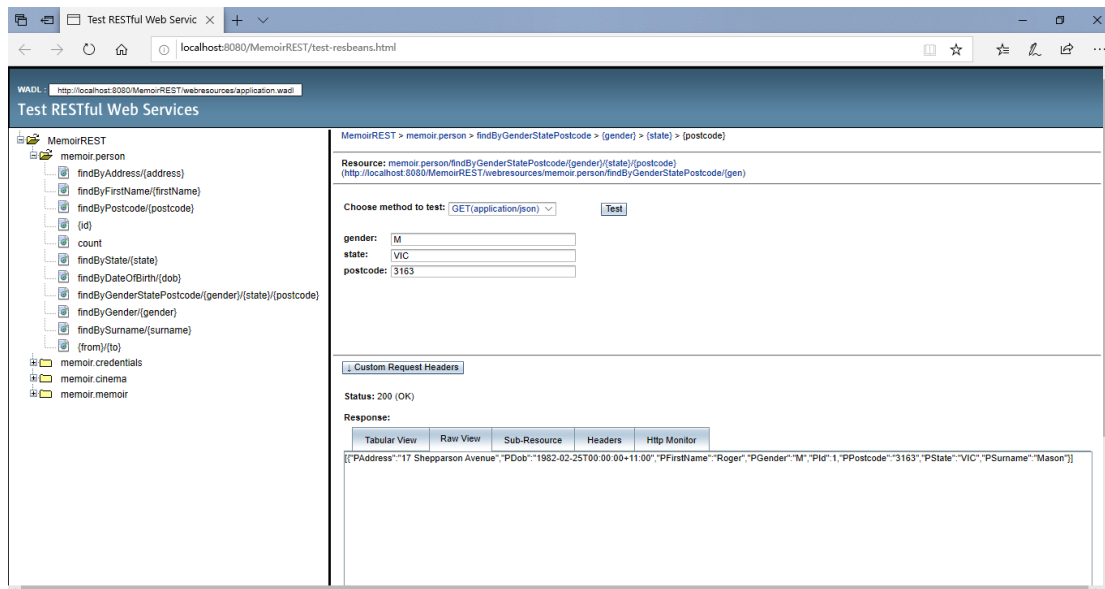 Test RESTful Web Servic
localhost:8080/MemoirREST/test-resbeans.html
WADL : http://localhost:8080/MemoirREST/webresources/application.wadl
Test RESTful Web Services
MemoirREST
memoir.person
findByAddress/{address}
findByFirstName/{firstName}
findByPostcode/{postcode}
{id}
count
findByState/{state}
findByDateOfBirth/{dob}
findByGenderStatePostcode/{gender}/{state}/{postcode}
findByGender/{gender}
findBySurname/{surname}
{from}/{to}
memoir.credentials
memoir.cinema
memoir.memoir
MemoirREST > memoir.person > findByGenderStatePostcode > {gender} > {state} > {postcode}
Resource: memoir.person/findByGenderStatePostcode/{gender}/{state}/{postcode}
(http://localhost:8080/MemoirREST/webresources/memoir.person/findByGenderStatePostcode/{gen)
Choose method to test: GET(application/json) Test
gender: M
state: VIC
postcode: 3163
↓ Custom Request Headers
Status: 200 (OK)
Response:
Tabular View Raw View Sub-Resource Headers Http Monitor
[{"PAddress":"17 Shepparson Avenue","PDob":"1982-02-25T00:00:00+11:00","PFirstName":"Roger","PGender":"M","PId":1,"PPostcode":"3163","PState":"VIC","PSurname":"Mason"}]